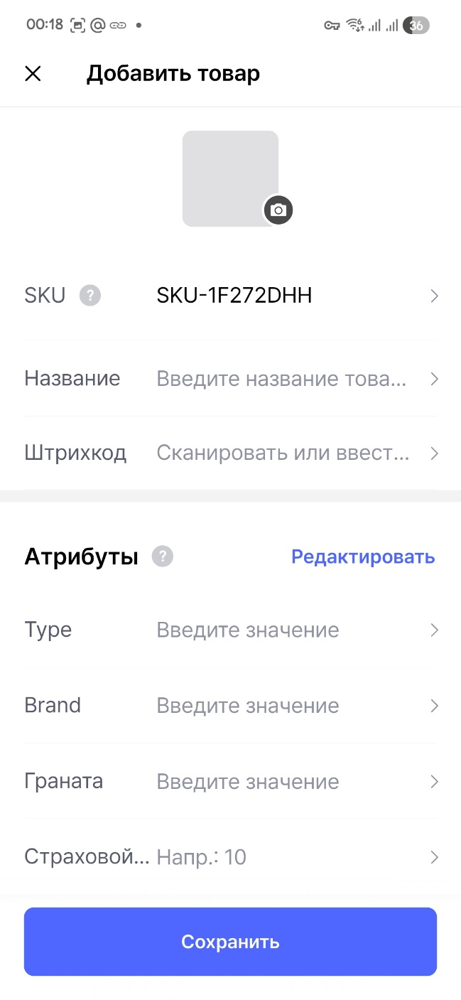 00:18
36
Добавить товар
SKU ? SKU-1F272DHH
Название Введите название това...
Штрихкод Сканировать или ввест...
Атрибуты ? Редактировать
Type Введите значение
Brand Введите значение
Граната Введите значение
Страховой... Напр.: 10
Сохранить